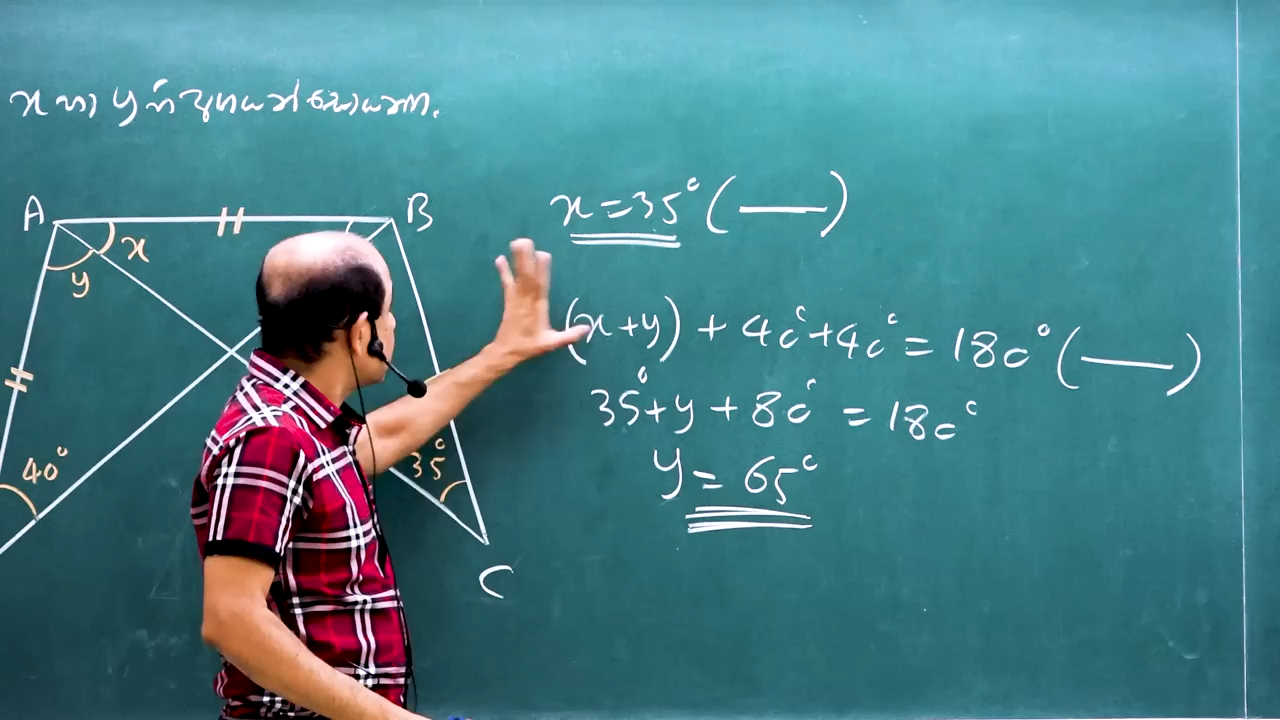 x හා y හි අගයන් සොයන්න.
A
B
x
y
40°
35°
C
x = 35° (—)
(x+y) + 40° + 40° = 180° (—)
35° + y + 80° = 180°
y = 65°